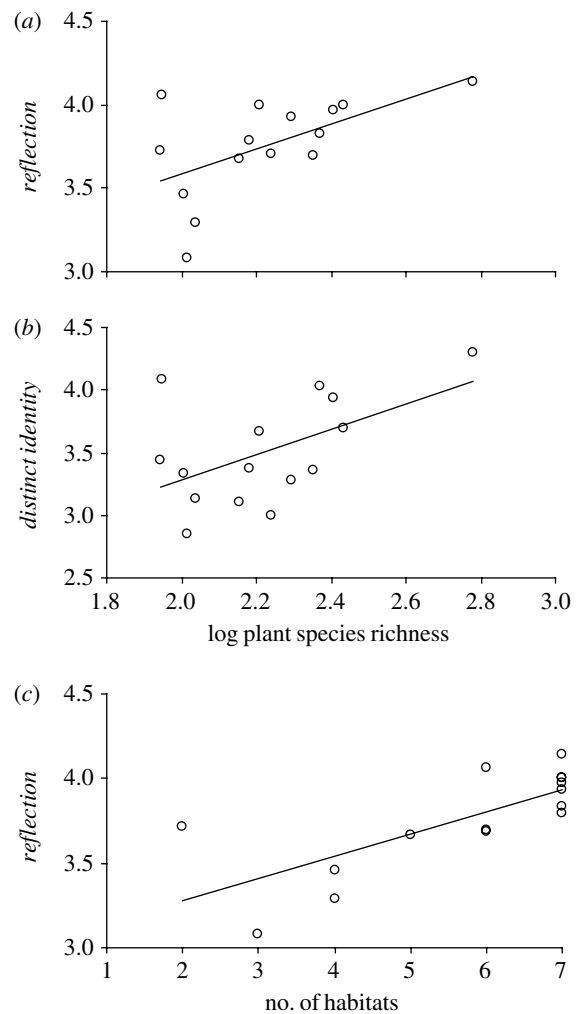 (a)
4.5
4.0
3.5
3.0
reflection
(b)
4.5
4.0
3.5
3.0
2.5
distinct identity
1.8 2.0 2.2 2.4 2.6 2.8 3.0
log plant species richness
(c)
4.5
4.0
3.5
3.0
reflection
1 2 3 4 5 6 7
no. of habitats